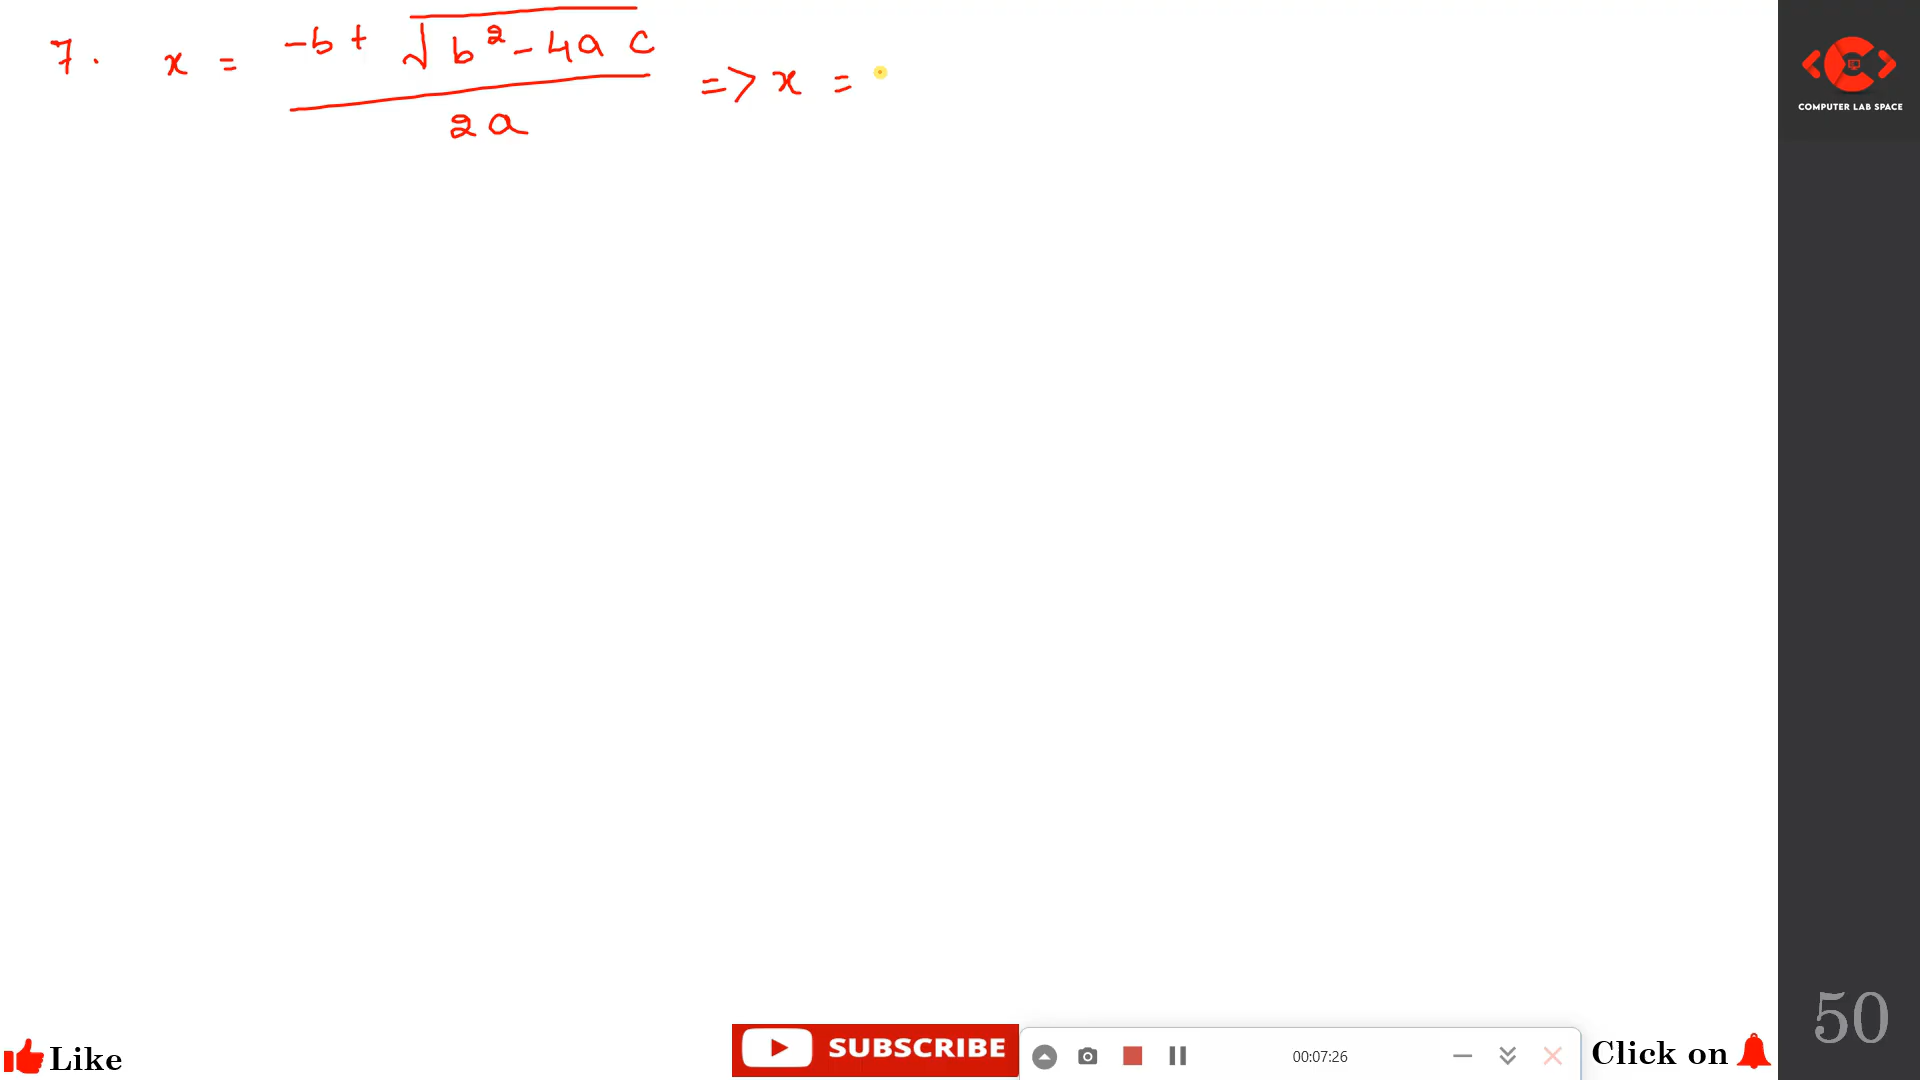 7. x = -b + √b² - 4ac / 2a => x =
COMPUTER LAB SPACE
50
Like
SUBSCRIBE
00:07:26
Click on